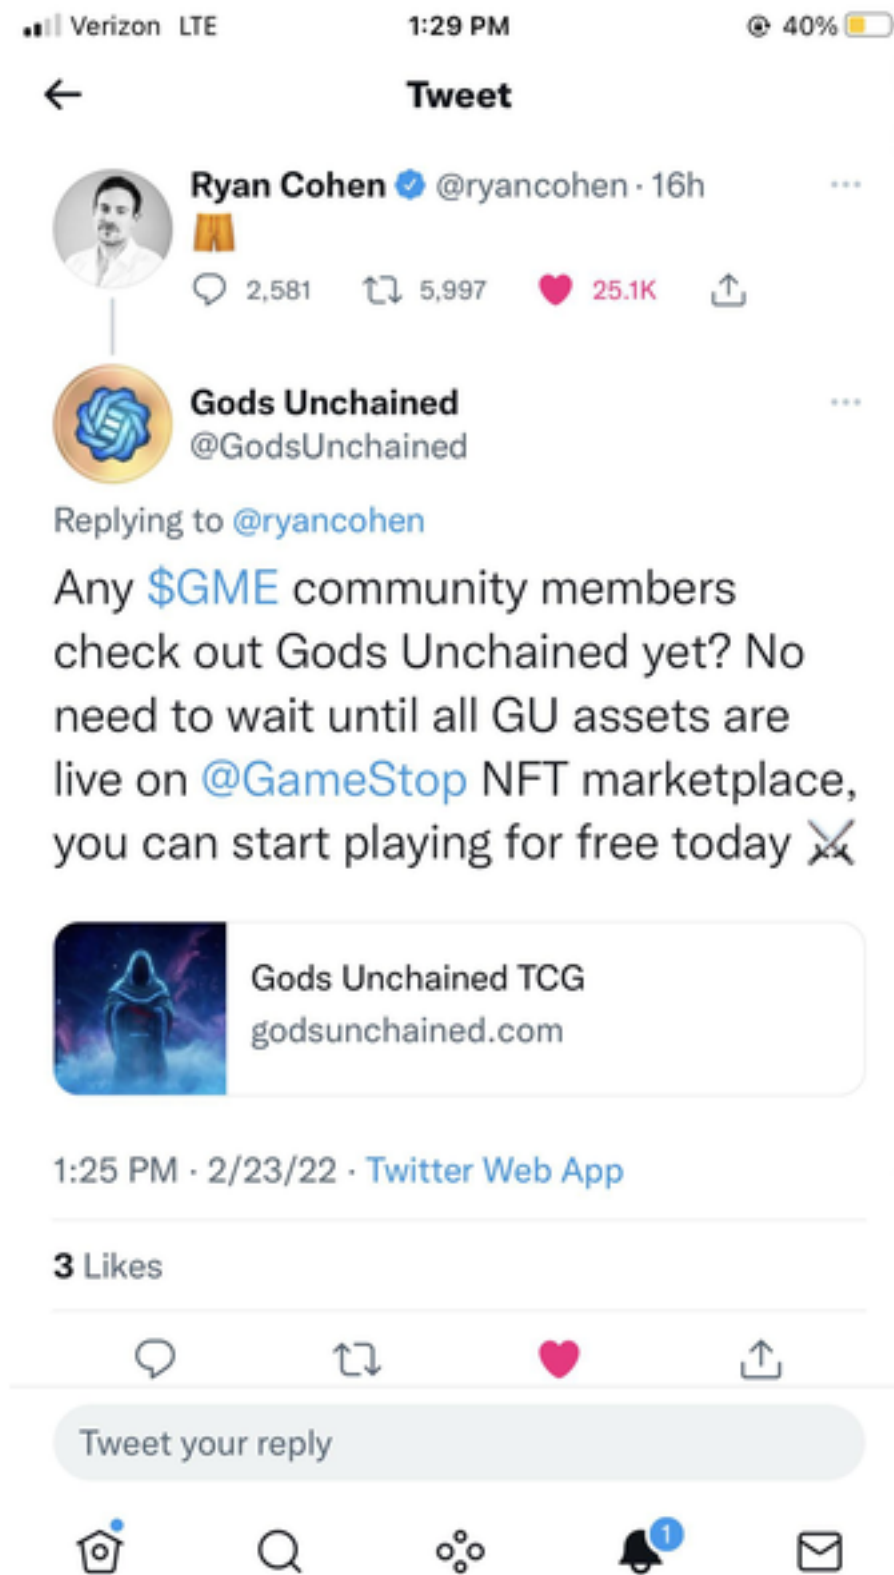 Verizon LTE 1:29 PM 40%
Tweet
Ryan Cohen @ryancohen · 16h
🩳
2,581 5,997 25.1K
Gods Unchained
@GodsUnchained
Replying to @ryancohen
Any $GME community members
check out Gods Unchained yet? No
need to wait until all GU assets are
live on @GameStop NFT marketplace,
you can start playing for free today ⚔️
Gods Unchained TCG
godsunchained.com
1:25 PM · 2/23/22 · Twitter Web App
3 Likes
Tweet your reply
1